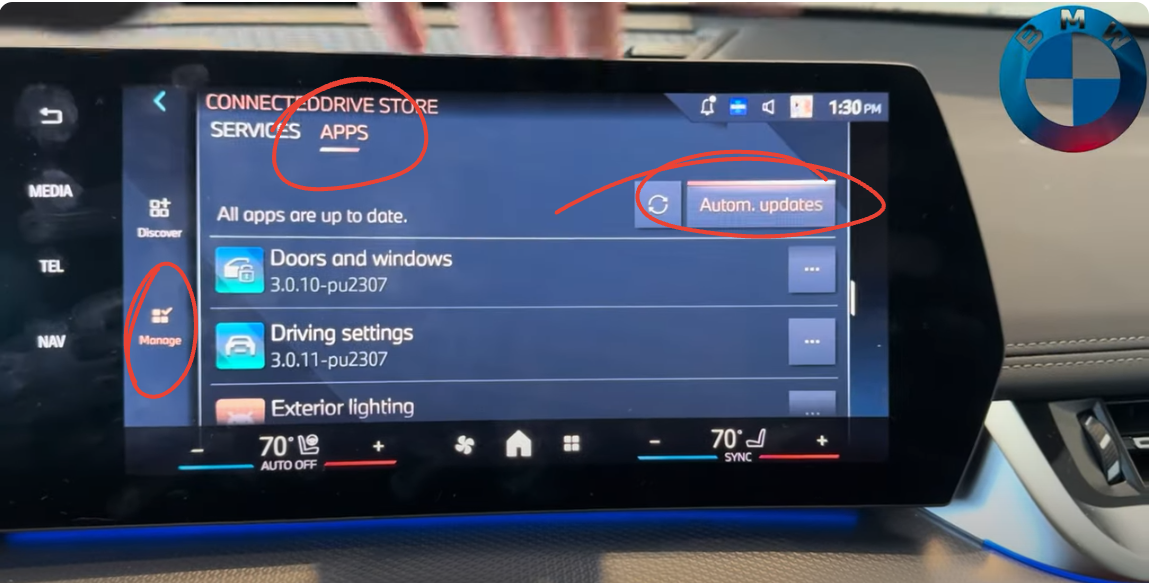 BMW
CONNECTEDDRIVE STORE
1:30 PM
SERVICES APPS
MEDIA
All apps are up to date.
Autom. updates
Discover
TEL
Doors and windows
3.0.10-pu2307
Driving settings
3.0.11-pu2307
NAV
Manage
Exterior lighting
- 70° +
AUTO OFF
- 70° +
SYNC